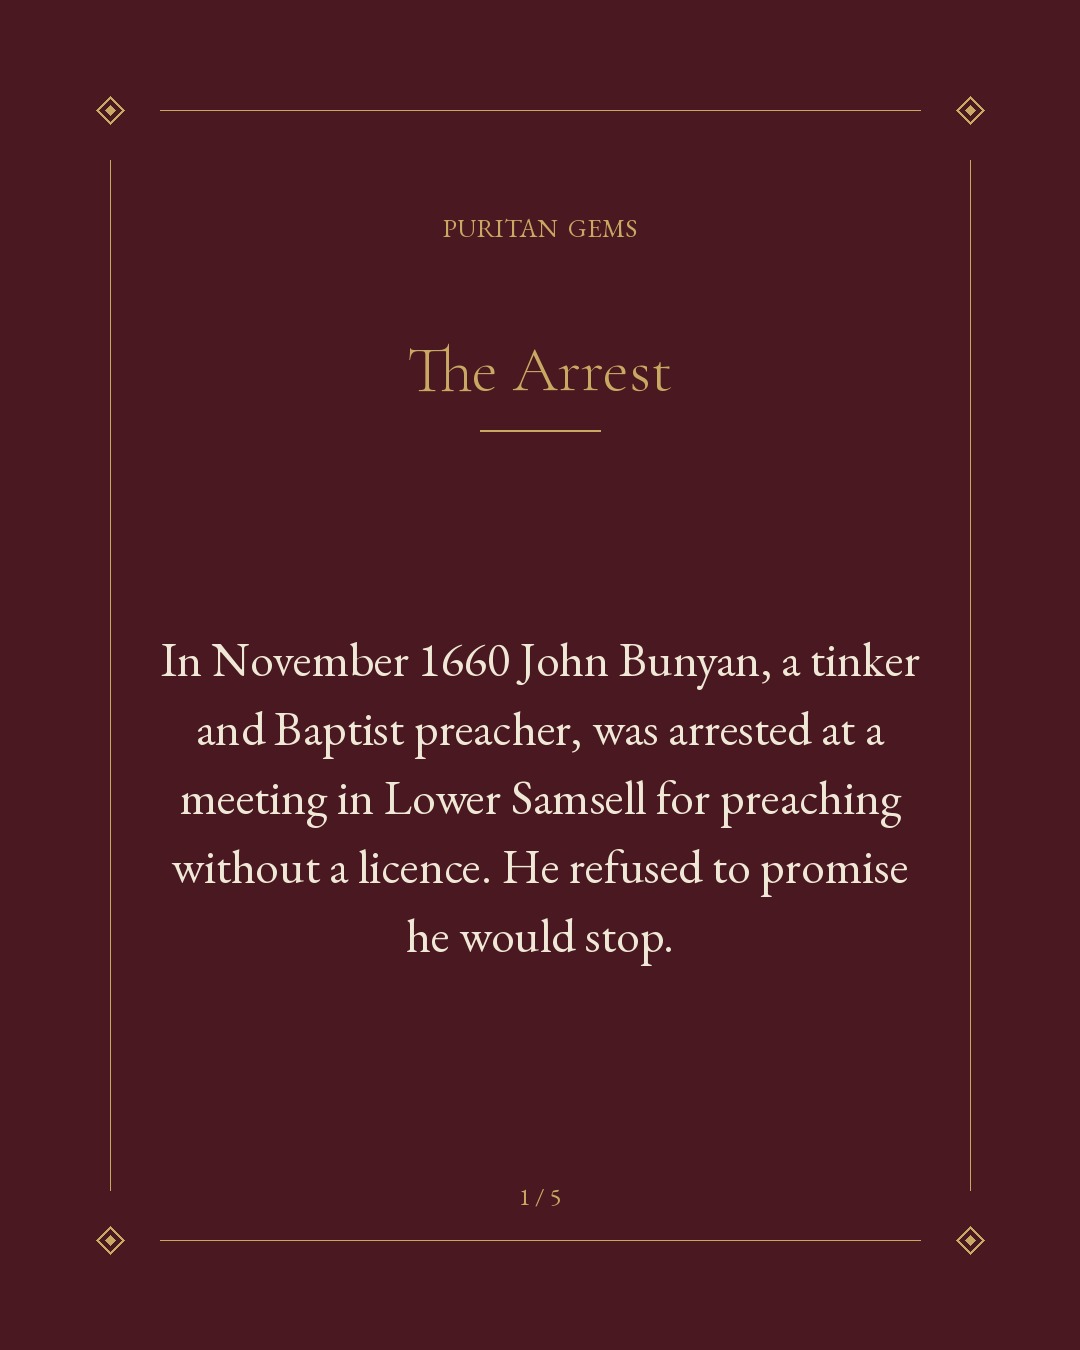 PURITAN GEMS
The Arrest
In November 1660 John Bunyan, a tinker
and Baptist preacher, was arrested at a
meeting in Lower Samsell for preaching
without a licence. He refused to promise
he would stop.
1 / 5